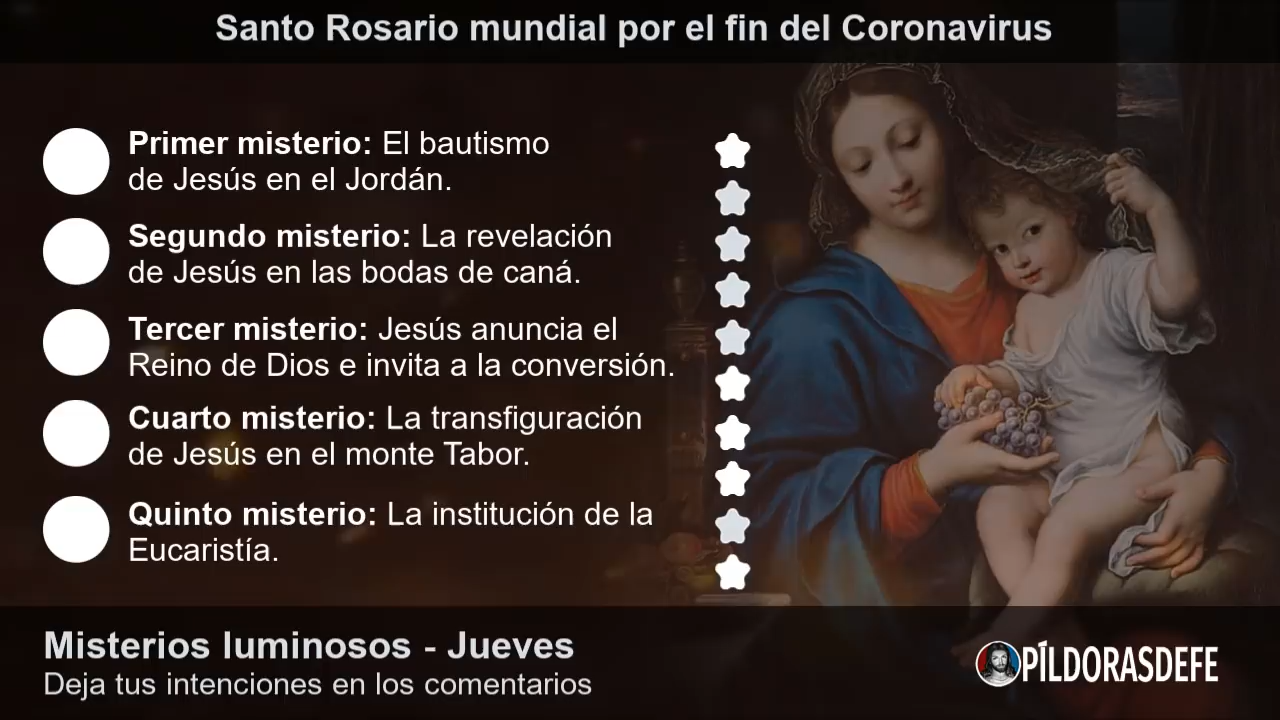 Santo Rosario mundial por el fin del Coronavirus
Primer misterio: El bautismo
de Jesús en el Jordán.
Segundo misterio: La revelación
de Jesús en las bodas de caná.
Tercer misterio: Jesús anuncia el
Reino de Dios e invita a la conversión.
Cuarto misterio: La transfiguración
de Jesús en el monte Tabor.
Quinto misterio: La institución de la
Eucaristía.
Misterios luminosos - Jueves
Deja tus intenciones en los comentarios
PÍLDORASDEFE